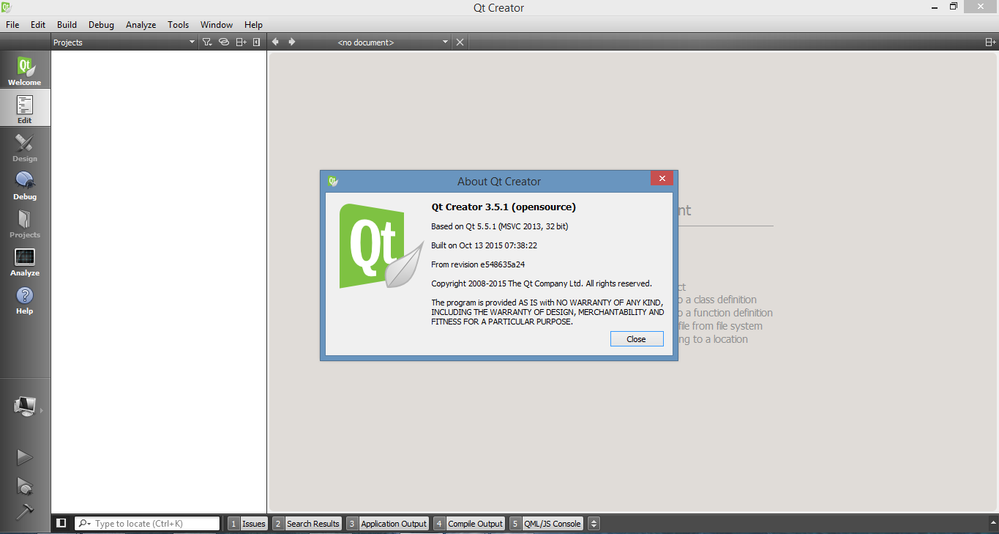 Qt Creator
File Edit Build Debug Analyze Tools Window Help
Projects <no document>
Qt
Welcome
Edit
Design
Debug
Projects
Analyze
Help
About Qt Creator
Qt
Qt Creator 3.5.1 (opensource)
Based on Qt 5.5.1 (MSVC 2013, 32 bit)
Built on Oct 13 2015 07:38:22
From revision e548635a24
Copyright 2008-2015 The Qt Company Ltd. All rights reserved.
The program is provided AS IS with NO WARRANTY OF ANY KIND,
INCLUDING THE WARRANTY OF DESIGN, MERCHANTABILITY AND
FITNESS FOR A PARTICULAR PURPOSE.
Close
a class definition
a function definition
file from file system
to a location
Type to locate (Ctrl+K) 1 Issues 2 Search Results 3 Application Output 4 Compile Output 5 QML/JS Console